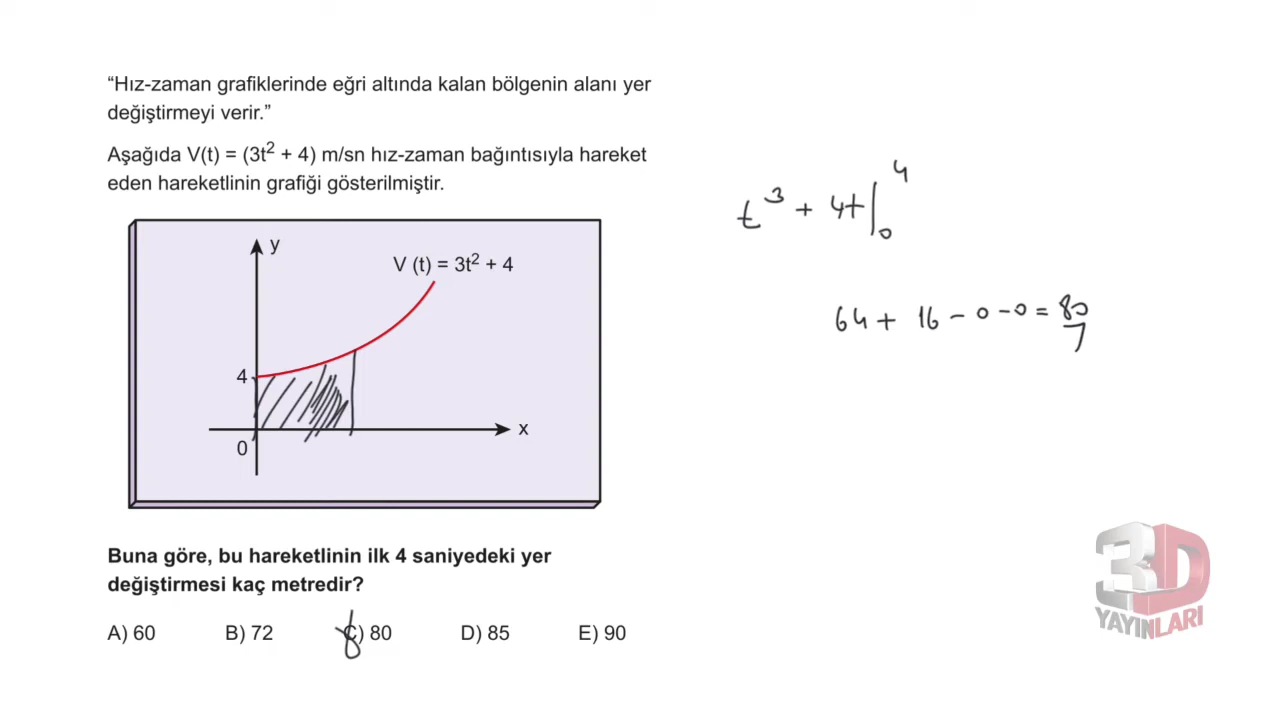 “Hız-zaman grafiklerinde eğri altında kalan bölgenin alanı yer
değiştirmeyi verir.”
Aşağıda V(t) = (3t² + 4) m/sn hız-zaman bağıntısıyla hareket
eden hareketlinin grafiği gösterilmiştir.
y
V (t) = 3t² + 4
4
0
x
Buna göre, bu hareketlinin ilk 4 saniyedeki yer
değiştirmesi kaç metredir?
A) 60 B) 72 C) 80 D) 85 E) 90
t³ + 4t|₀⁴
64 + 16 - 0 - 0 = 80
3D
YAYINLARI